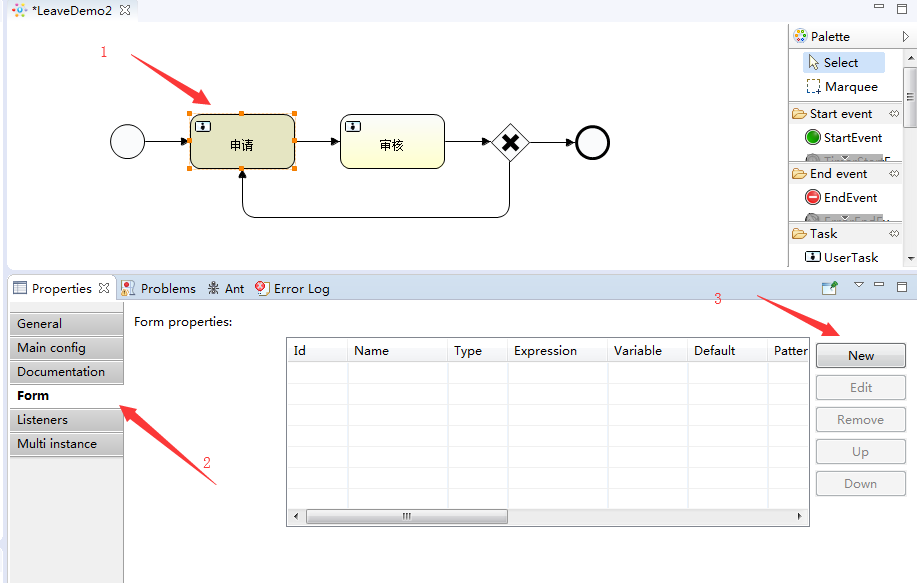 *LeaveDemo2
1
申请
审核
Palette
Select
Marquee
Start event
StartEvent
End event
EndEvent
Task
UserTask
Properties
Problems
Ant
Error Log
3
General
Main config
Documentation
Form
Listeners
Multi instance
2
Form properties:
Id Name Type Expression Variable Default Patter
New
Edit
Remove
Up
Down